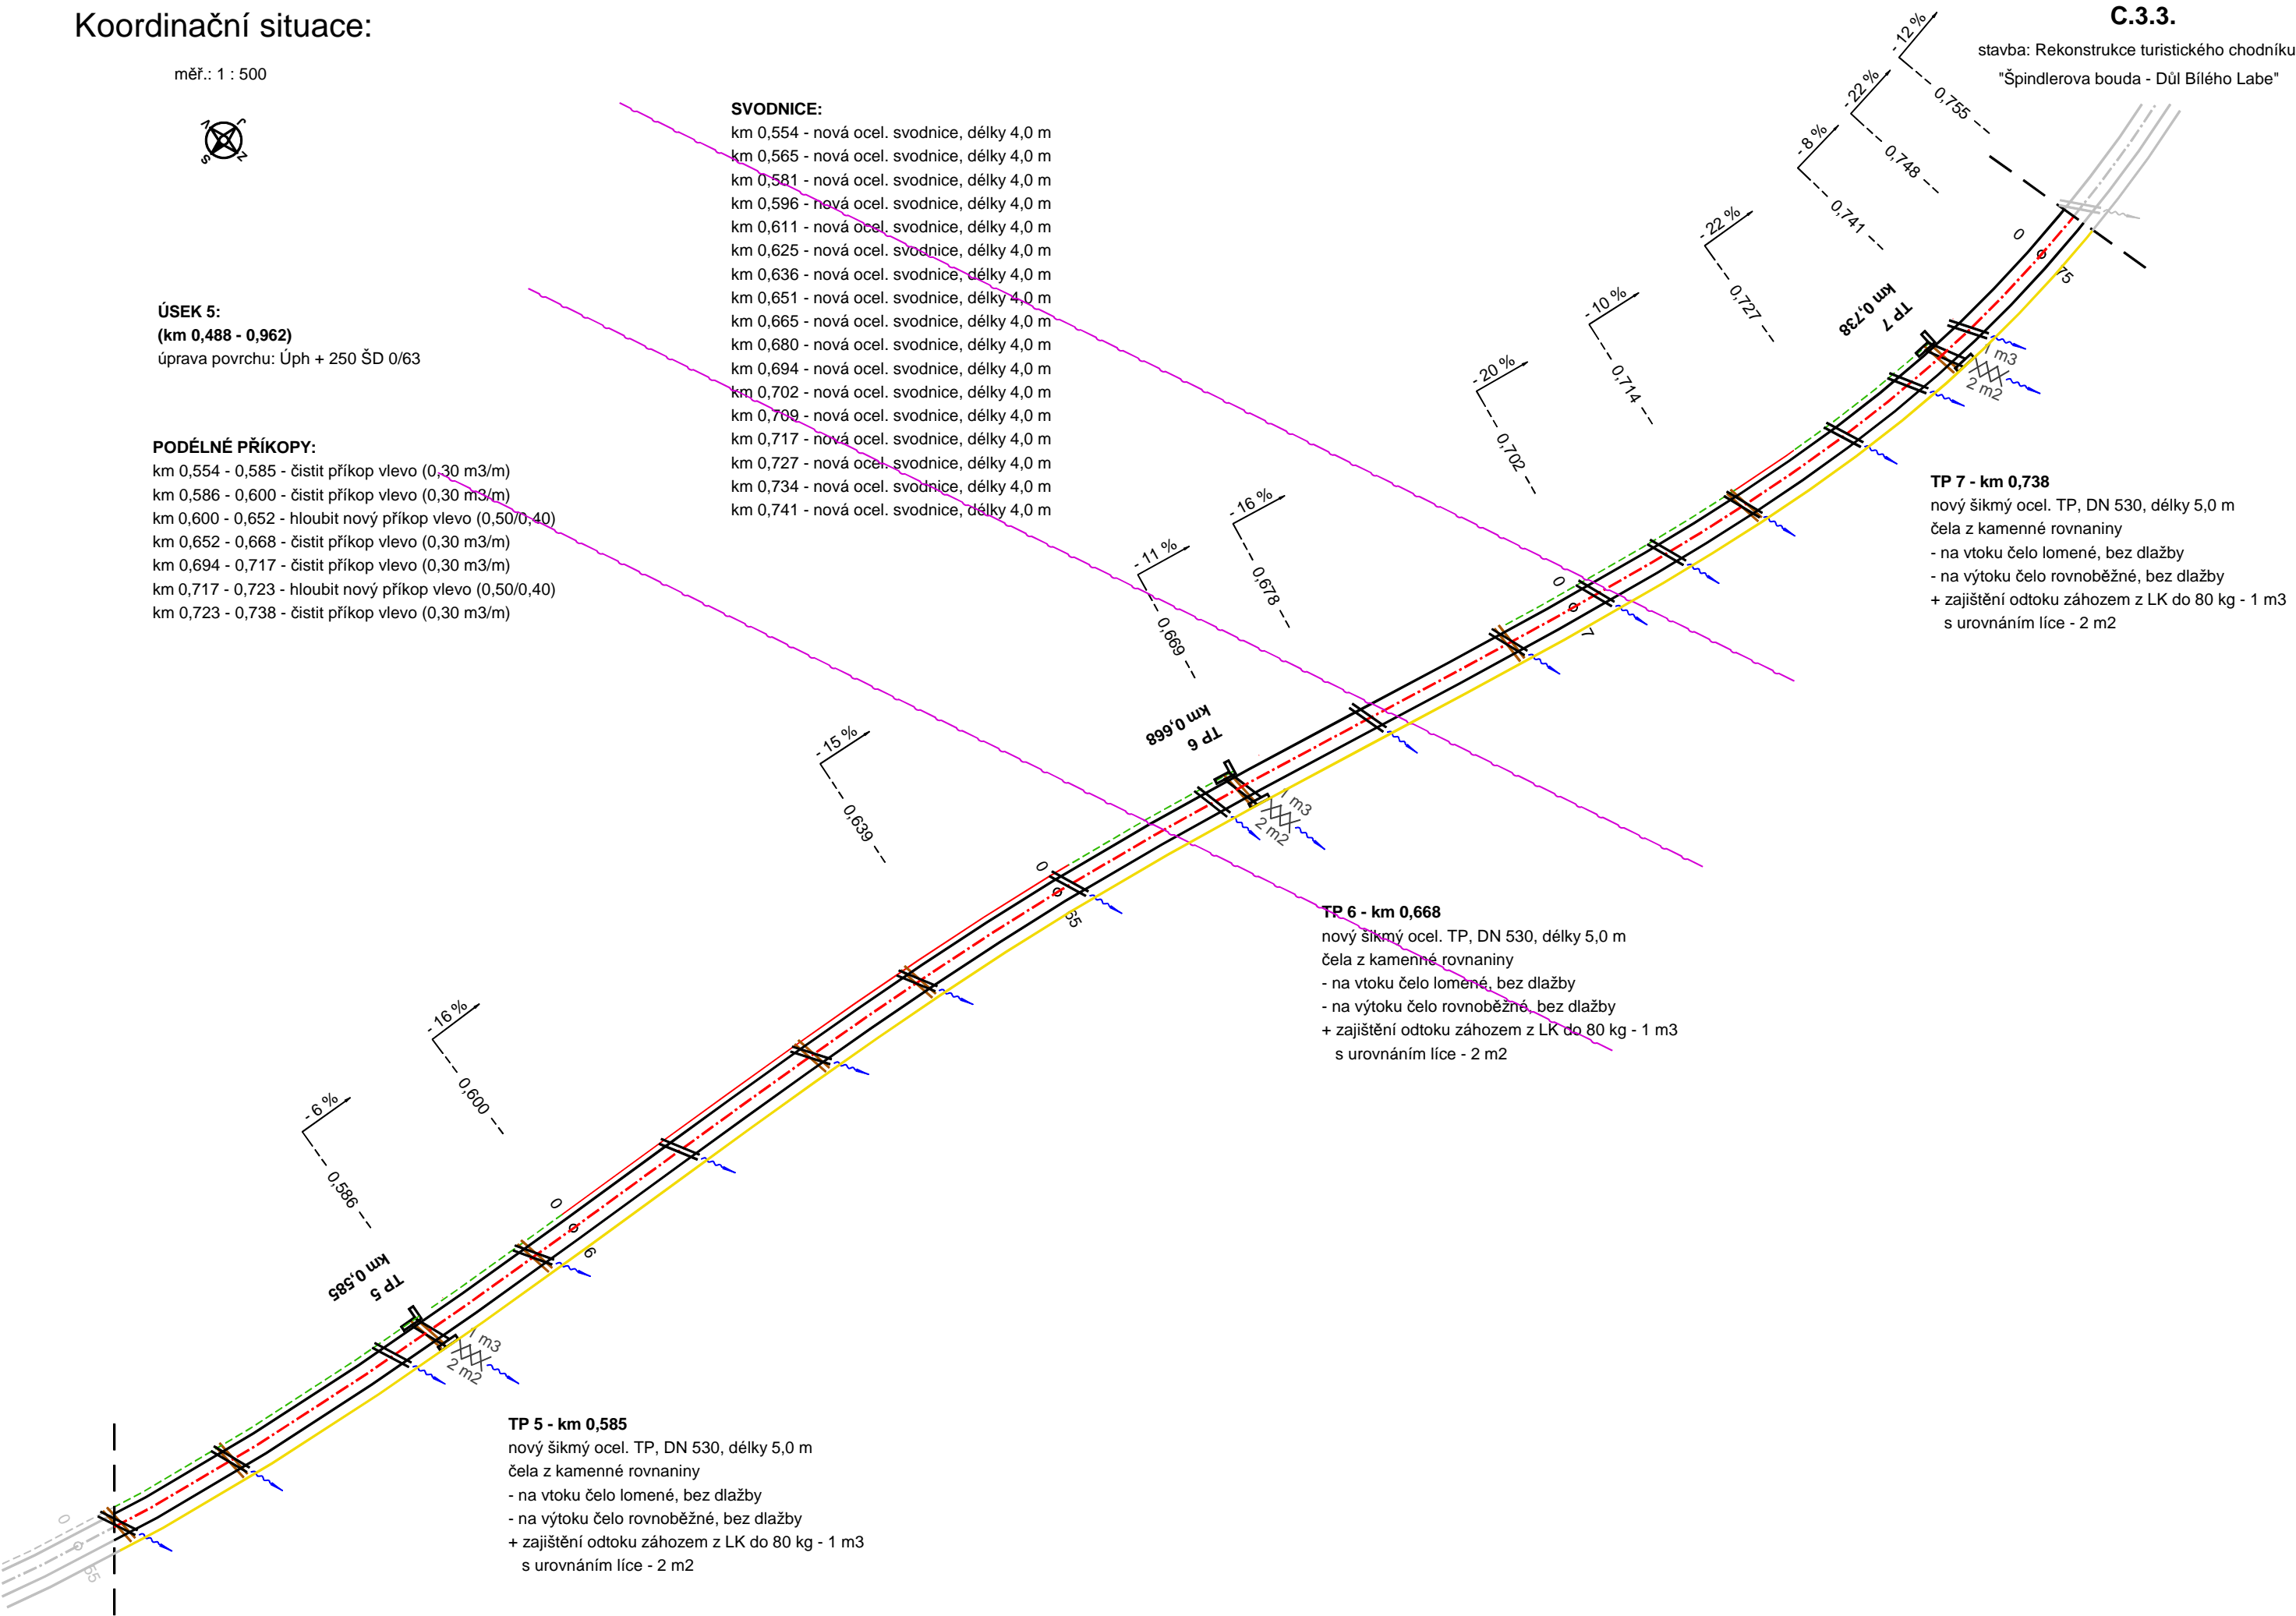 Koordinační situace:
měř.: 1 : 500
S
V
J
Z
C.3.3.
stavba: Rekonstrukce turistického chodníku
"Špindlerova bouda - Důl Bílého Labe"
ÚSEK 5:
(km 0,488 - 0,962)
úprava povrchu: Úph + 250 ŠD 0/63
PODÉLNÉ PŘÍKOPY:
km 0,554 - 0,585 - čistit příkop vlevo (0,30 m3/m)
km 0,586 - 0,600 - čistit příkop vlevo (0,30 m3/m)
km 0,600 - 0,652 - hloubit nový příkop vlevo (0,50/0,40)
km 0,652 - 0,668 - čistit příkop vlevo (0,30 m3/m)
km 0,694 - 0,717 - čistit příkop vlevo (0,30 m3/m)
km 0,717 - 0,723 - hloubit nový příkop vlevo (0,50/0,40)
km 0,723 - 0,738 - čistit příkop vlevo (0,30 m3/m)
SVODNICE:
km 0,554 - nová ocel. svodnice, délky 4,0 m
km 0,565 - nová ocel. svodnice, délky 4,0 m
km 0,581 - nová ocel. svodnice, délky 4,0 m
km 0,596 - nová ocel. svodnice, délky 4,0 m
km 0,611 - nová ocel. svodnice, délky 4,0 m
km 0,625 - nová ocel. svodnice, délky 4,0 m
km 0,636 - nová ocel. svodnice, délky 4,0 m
km 0,651 - nová ocel. svodnice, délky 4,0 m
km 0,665 - nová ocel. svodnice, délky 4,0 m
km 0,680 - nová ocel. svodnice, délky 4,0 m
km 0,694 - nová ocel. svodnice, délky 4,0 m
km 0,702 - nová ocel. svodnice, délky 4,0 m
km 0,709 - nová ocel. svodnice, délky 4,0 m
km 0,717 - nová ocel. svodnice, délky 4,0 m
km 0,727 - nová ocel. svodnice, délky 4,0 m
km 0,734 - nová ocel. svodnice, délky 4,0 m
km 0,741 - nová ocel. svodnice, délky 4,0 m
- 12 %
0,755
- 22 %
0,748
- 8 %
0,741
- 22 %
0,727
- 10 %
0,714
- 20 %
0,702
- 16 %
0,678
- 11 %
0,669
- 15 %
0,639
- 16 %
0,600
- 6 %
0,586
0
75
TP 7
km 0,738
1 m3
2 m2
TP 7 - km 0,738
nový šikmý ocel. TP, DN 530, délky 5,0 m
čela z kamenné rovnaniny
- na vtoku čelo lomené, bez dlažby
- na výtoku čelo rovnoběžné, bez dlažby
+ zajištění odtoku záhozem z LK do 80 kg - 1 m3
s urovnáním líce - 2 m2
0
7
TP 6
km 0,668
1 m3
2 m2
0
65
TP 6 - km 0,668
nový šikmý ocel. TP, DN 530, délky 5,0 m
čela z kamenné rovnaniny
- na vtoku čelo lomené, bez dlažby
- na výtoku čelo rovnoběžné, bez dlažby
+ zajištění odtoku záhozem z LK do 80 kg - 1 m3
s urovnáním líce - 2 m2
0
6
TP 5
km 0,585
1 m3
2 m2
TP 5 - km 0,585
nový šikmý ocel. TP, DN 530, délky 5,0 m
čela z kamenné rovnaniny
- na vtoku čelo lomené, bez dlažby
- na výtoku čelo rovnoběžné, bez dlažby
+ zajištění odtoku záhozem z LK do 80 kg - 1 m3
s urovnáním líce - 2 m2
0
55